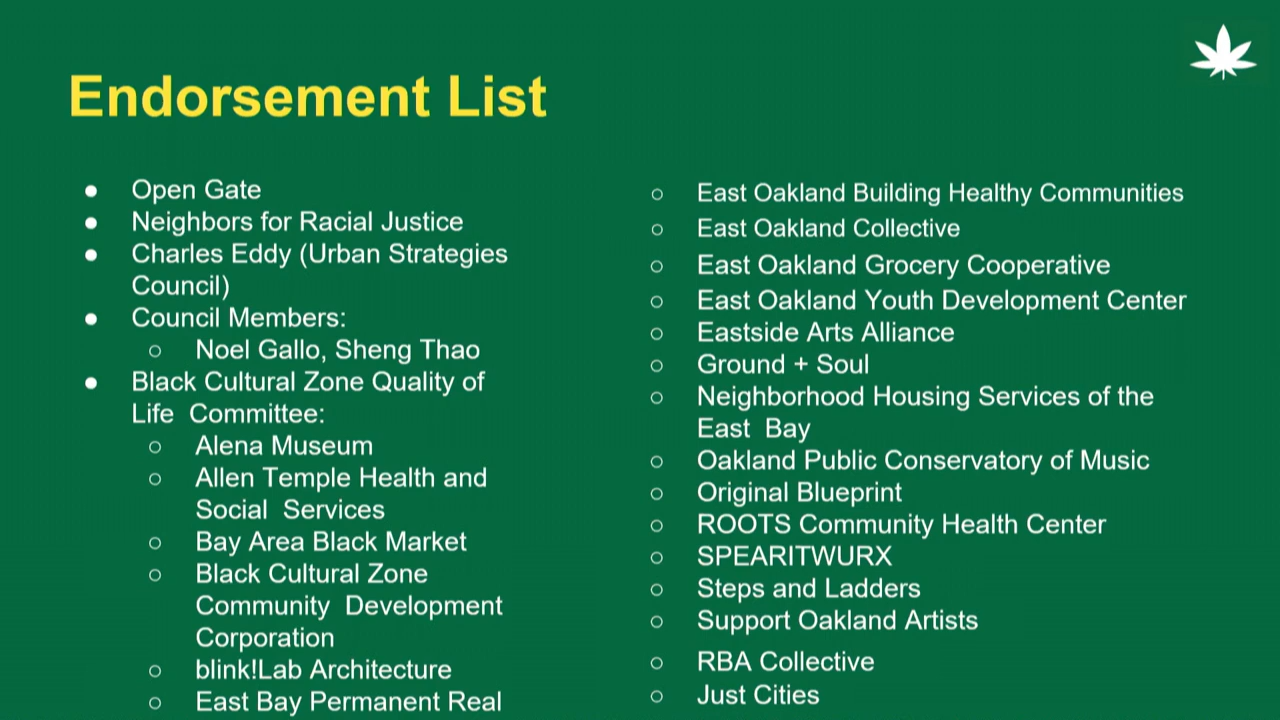 Endorsement List
● Open Gate
● Neighbors for Racial Justice
● Charles Eddy (Urban Strategies
Council)
● Council Members:
○ Noel Gallo, Sheng Thao
● Black Cultural Zone Quality of
Life Committee:
○ Alena Museum
○ Allen Temple Health and
Social Services
○ Bay Area Black Market
○ Black Cultural Zone
Community Development
Corporation
○ blink!Lab Architecture
○ East Bay Permanent Real
○ East Oakland Building Healthy Communities
○ East Oakland Collective
○ East Oakland Grocery Cooperative
○ East Oakland Youth Development Center
○ Eastside Arts Alliance
○ Ground + Soul
○ Neighborhood Housing Services of the
East Bay
○ Oakland Public Conservatory of Music
○ Original Blueprint
○ ROOTS Community Health Center
○ SPEARITWURX
○ Steps and Ladders
○ Support Oakland Artists
○ RBA Collective
○ Just Cities